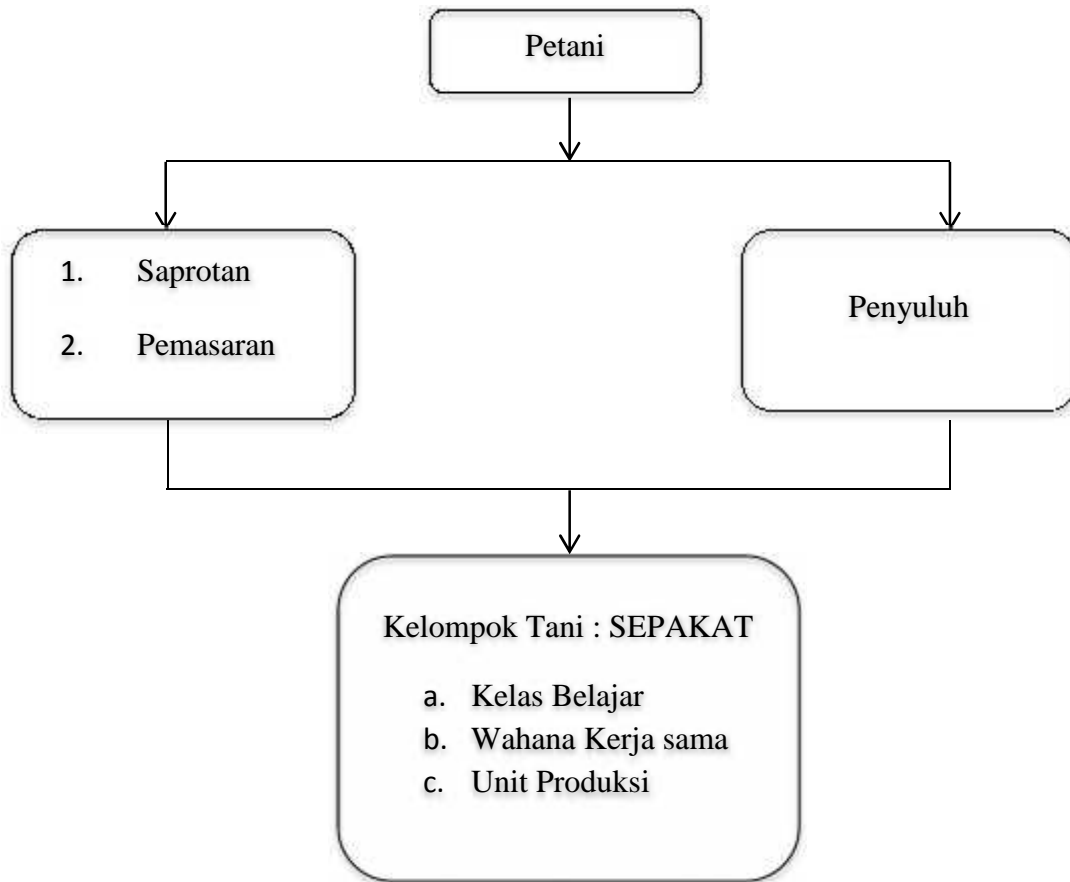 Petani
1. Saprotan
2. Pemasaran
Penyuluh
Kelompok Tani : SEPAKAT
a. Kelas Belajar
b. Wahana Kerja sama
c. Unit Produksi